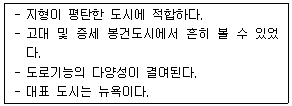 - 지형이 평탄한 도시에 적합하다.
- 고대 및 중세 봉건도시에서 흔히 볼 수 있었
다.
- 도로기능의 다양성이 결여된다.
- 대표 도시는 뉴욕이다.